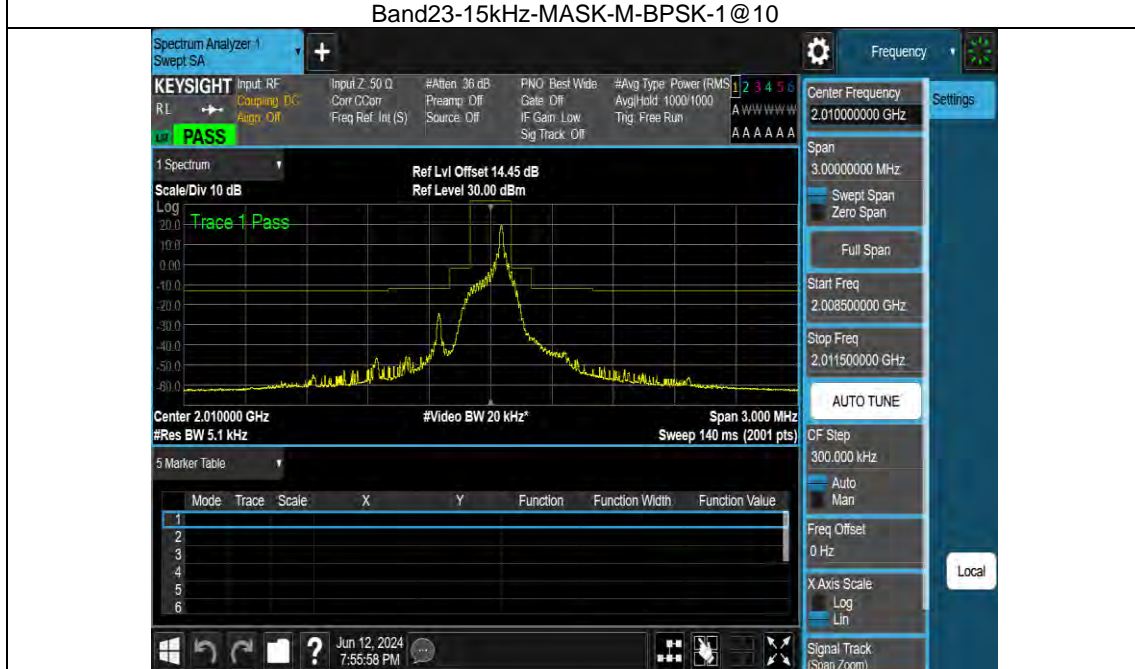 Band23-15kHz-MASK-M-BPSK-1@10
Spectrum Analyzer 1
Swept SA
+
Frequency
KEYSIGHT
RL
PASS
Input: RF
Coupling: DC
Align: Off
Input Z: 50 Ω
Corr CCorr
Freq Ref: Int (S)
#Atten: 36 dB
Preamp: Off
Source: Off
PNO: Best Wide
Gate: Off
IF Gain: Low
Sig Track: Off
#Avg Type: Power (RMS
Avg|Hold: 1000/1000
Trig: Free Run
1 2 3 4 5 6
A W W W W W
A A A A A A
Center Frequency
2.010000000 GHz
Settings
Span
3.00000000 MHz
Swept Span
Zero Span
Full Span
Start Freq
2.008500000 GHz
Stop Freq
2.011500000 GHz
AUTO TUNE
CF Step
300.000 kHz
Auto
Man
Freq Offset
0 Hz
X Axis Scale
Log
Lin
Signal Track
(Span Zoom)
Local
1 Spectrum
Scale/Div 10 dB
Ref Lvl Offset 14.45 dB
Ref Level 30.00 dBm
Log
Trace 1 Pass
20.0
10.0
0.00
-10.0
-20.0
-30.0
-40.0
-50.0
-60.0
Center 2.010000 GHz
#Video BW 20 kHz*
Span 3.000 MHz
#Res BW 5.1 kHz
Sweep 140 ms (2001 pts)
5 Marker Table
Mode Trace Scale X Y Function Function Width Function Value
1
2
3
4
5
6
?
Jun 12, 2024
7:55:58 PM